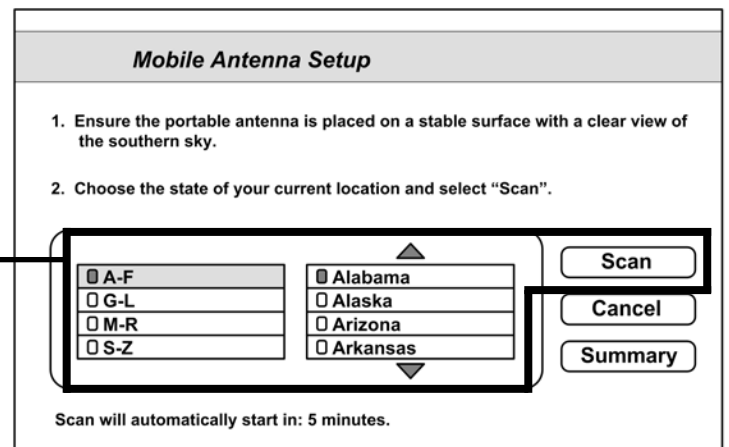 Mobile Antenna Setup
1. Ensure the portable antenna is placed on a stable surface with a clear view of
the southern sky.
2. Choose the state of your current location and select “Scan”.
A-F
G-L
M-R
S-Z
Alabama
Alaska
Arizona
Arkansas
Scan
Cancel
Summary
Scan will automatically start in: 5 minutes.